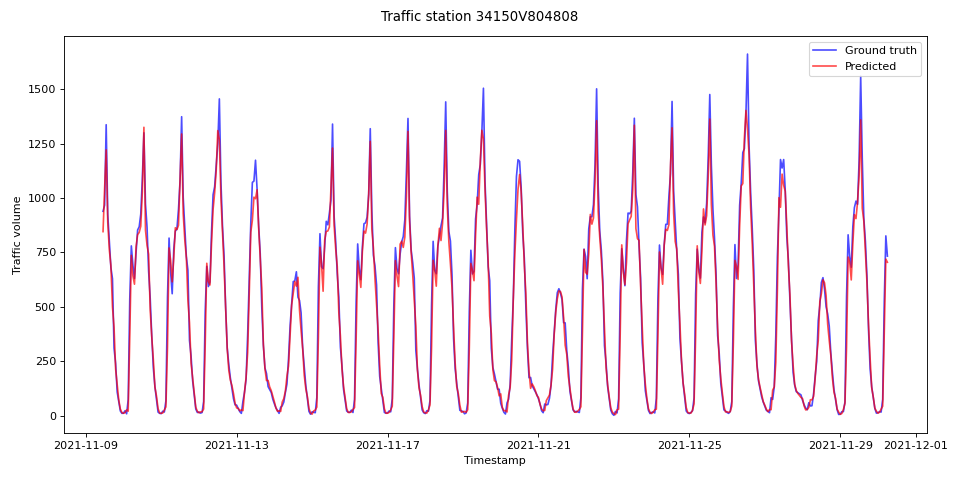 Traffic station 34150V804808
Ground truth
Predicted
Traffic volume
1500
1250
1000
750
500
250
0
2021-11-09
2021-11-13
2021-11-17
2021-11-21
2021-11-25
2021-11-29
2021-12-01
Timestamp